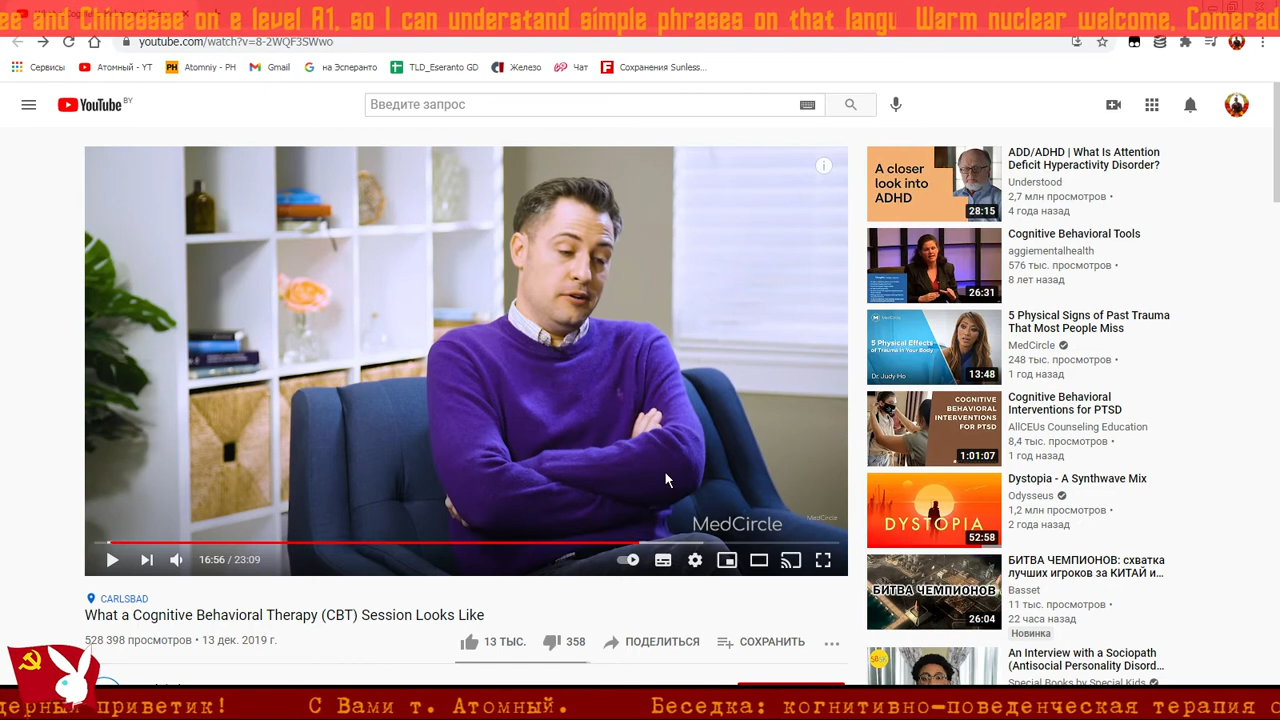 ee and Chinesse on e level A1, so I can understand simple phrases on that langu Warm nuclear welcome, Comerad
youtube.com/watch?v=8-2WQF3SWwo
Сервисы Атомный - YT PH Atomniy - PH Gmail на Эсперанто TLD_Eseranto GD Железо Чат Сохранения Sunless...
YouTube BY
Введите запрос
MedCircle
MedCircle
16:56 / 23:09
CARLSBAD
What a Cognitive Behavioral Therapy (CBT) Session Looks Like
528 398 просмотров • 13 дек. 2019 г.
13 ТЫС. 358 ПОДЕЛИТЬСЯ СОХРАНИТЬ ...
A closer
look into
ADHD
28:15
ADD/ADHD | What Is Attention
Deficit Hyperactivity Disorder?
Understood
2,7 млн просмотров •
4 года назад
26:31
Cognitive Behavioral Tools
aggiementalhealth
576 тыс. просмотров •
8 лет назад
MedCircle
5 Physical Effects
of Trauma in Your Body
Dr. Judy Ho
13:48
5 Physical Signs of Past Trauma
That Most People Miss
MedCircle
248 тыс. просмотров •
1 год назад
COGNITIVE
BEHAVIORAL
INTERVENTIONS
FOR PTSD
1:01:07
Cognitive Behavioral
Interventions for PTSD
AllCEUs Counseling Education
8,4 тыс. просмотров •
1 год назад
DYSTOPIA
52:58
Dystopia - A Synthwave Mix
Odysseus
1,2 млн просмотров •
2 года назад
БИТВА ЧЕМПИОНОВ
26:04
БИТВА ЧЕМПИОНОВ: схватка
лучших игроков за КИТАЙ и...
Basset
11 тыс. просмотров •
22 часа назад
Новинка
An Interview with a Sociopath
(Antisocial Personality Disord...
Special Books by Special Kids
дерный приветик! С Вами т. Атомный. Беседка: когнитивно-поведенческая терапия с